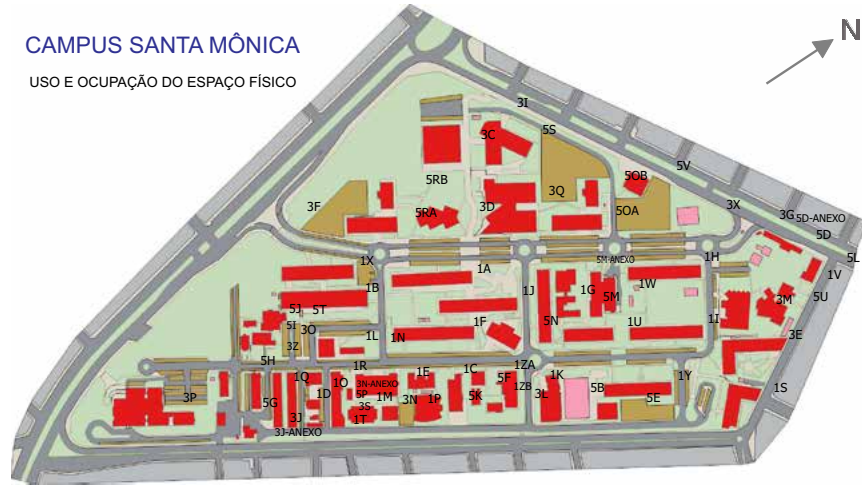 CAMPUS SANTA MÔNICA
N
USO E OCUPAÇÃO DO ESPAÇO FÍSICO
3I
3C
5S
5V
5RB
5OB
3Q
3X
3F
5RA
3D
5OA
3G
5D-ANEXO
5D
5L
1X
1A
5M-ANEXO
1H
1V
1B
1J
1G
5M
1W
5U
3M
5J
5T
5I
3O
1N
1F
5N
1U
1I
3E
3Z
1L
5H
1R
1ZA
1Q
1O
3N-ANEXO
1E
1C
5F
1K
1Y
1S
3P
5G
3J
1D
5P
1M
3N
1P
5K
1ZB
3L
5B
5E
3S
1T
3J-ANEXO